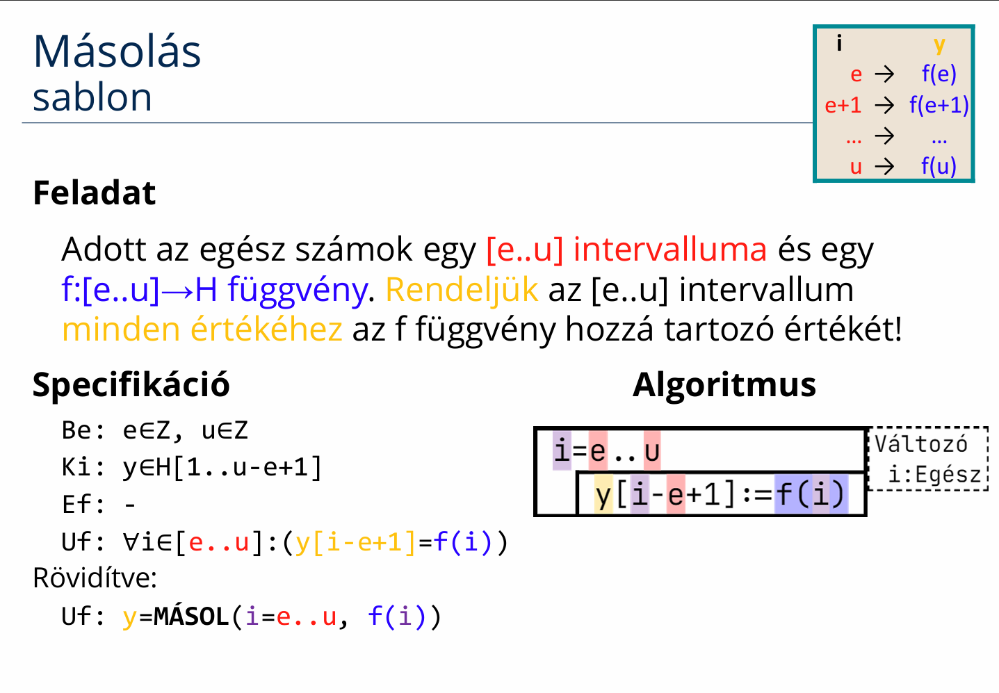 Másolás
sablon
i y
e → f(e)
e+1 → f(e+1)
... → ...
u → f(u)
Feladat
Adott az egész számok egy [e..u] intervalluma és egy
f:[e..u]→H függvény. Rendeljük az [e..u] intervallum
minden értékéhez az f függvény hozzá tartozó értékét!
Specifikáció
Be: e∈Z, u∈Z
Ki: y∈H[1..u-e+1]
Ef: -
Uf: ∀i∈[e..u]:(y[i-e+1]=f(i))
Rövidítve:
Uf: y=MÁSOL(i=e..u, f(i))
Algoritmus
i=e..u
y[i-e+1]:=f(i)
Változó
i:Egész